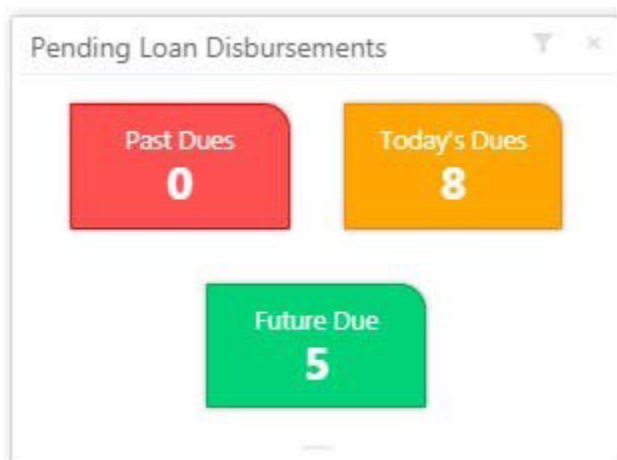 Pending Loan Disbursements
Past Dues
0
Today's Dues
8
Future Due
5